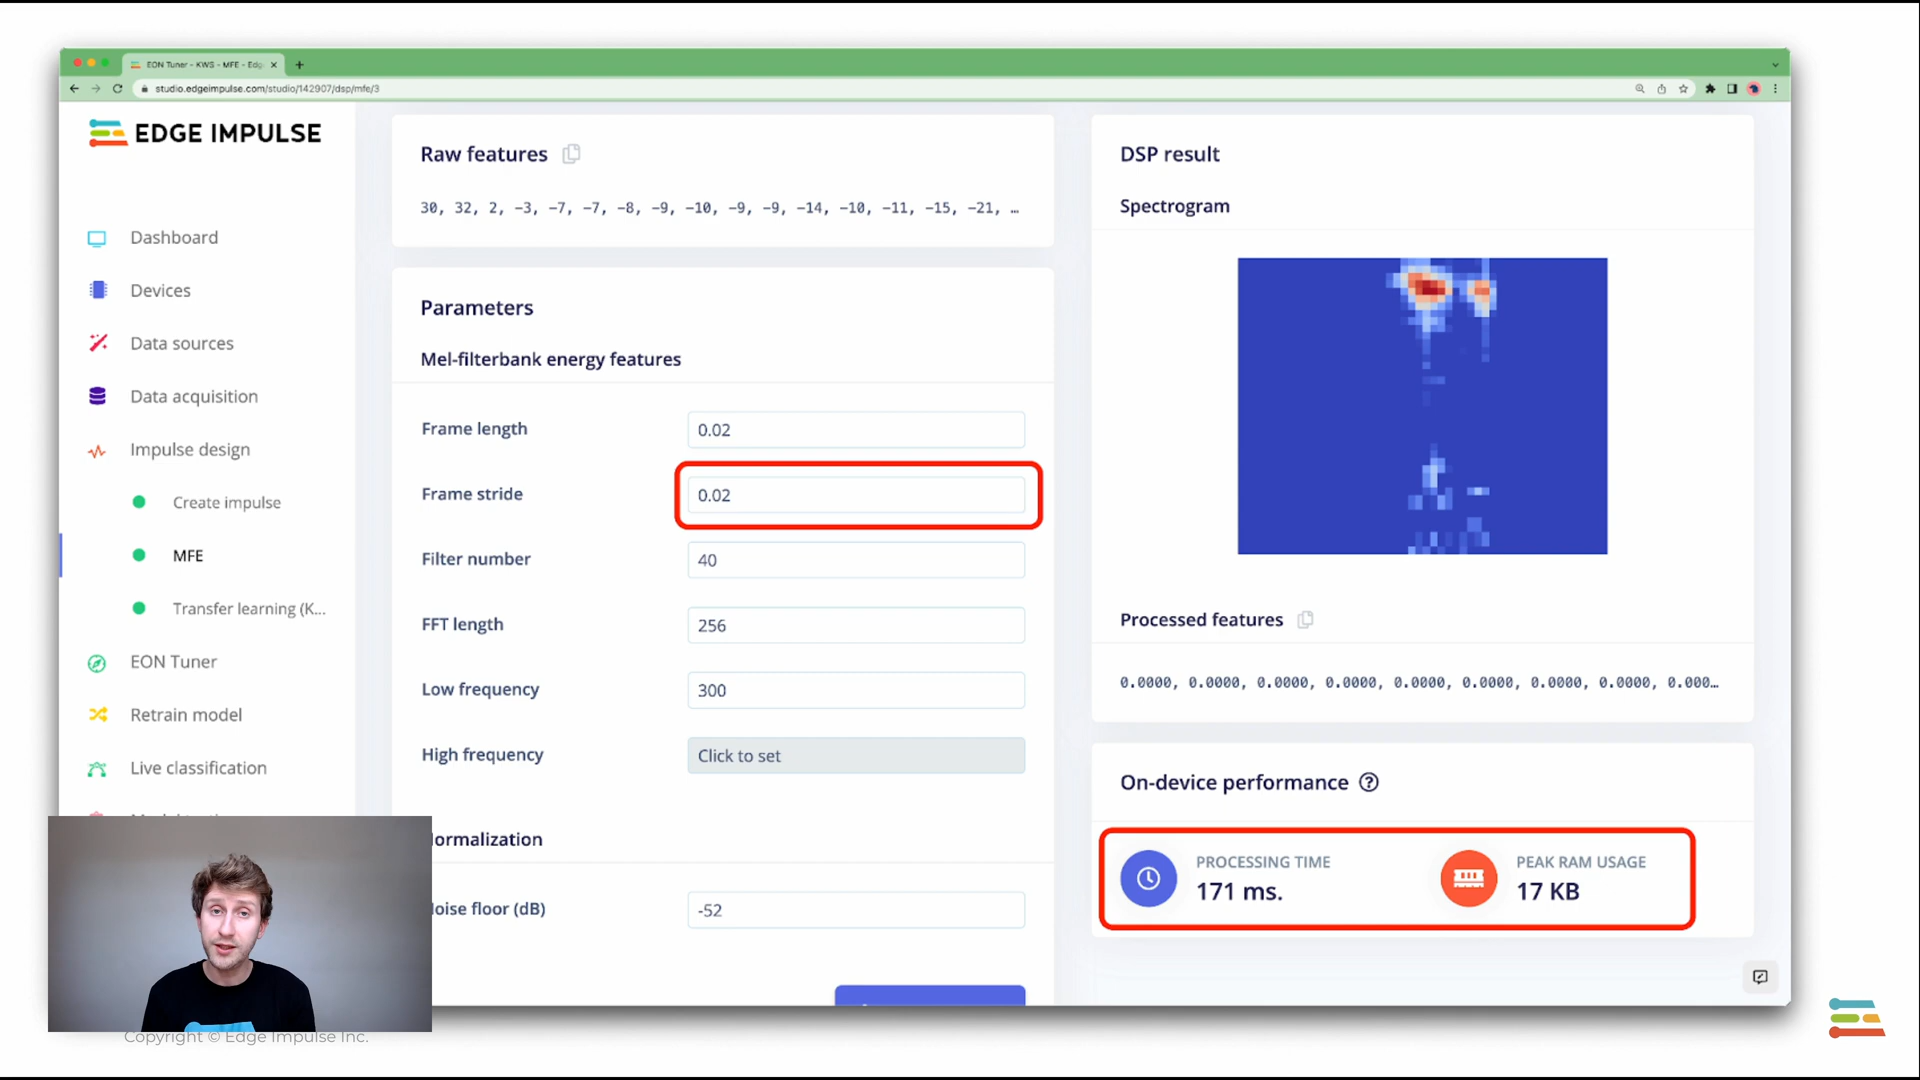 EON Tuner - KWS - MFE - Edg
studio.edgeimpulse.com/studio/142907/dsp/mfe/3
EDGE IMPULSE
Dashboard
Devices
Data sources
Data acquisition
Impulse design
Create impulse
MFE
Transfer learning (K...
EON Tuner
Retrain model
Live classification
Raw features
30, 32, 2, -3, -7, -7, -8, -9, -10, -9, -9, -14, -10, -11, -15, -21, …
Parameters
Mel-filterbank energy features
Frame length
0.02
Frame stride
0.02
Filter number
40
FFT length
256
Low frequency
300
High frequency
Click to set
ormalization
oise floor (dB)
-52
DSP result
Spectrogram
Processed features
0.0000, 0.0000, 0.0000, 0.0000, 0.0000, 0.0000, 0.0000, 0.0000, 0.000…
On-device performance
PROCESSING TIME
171 ms.
PEAK RAM USAGE
17 KB
Copyright © Edge Impulse Inc.